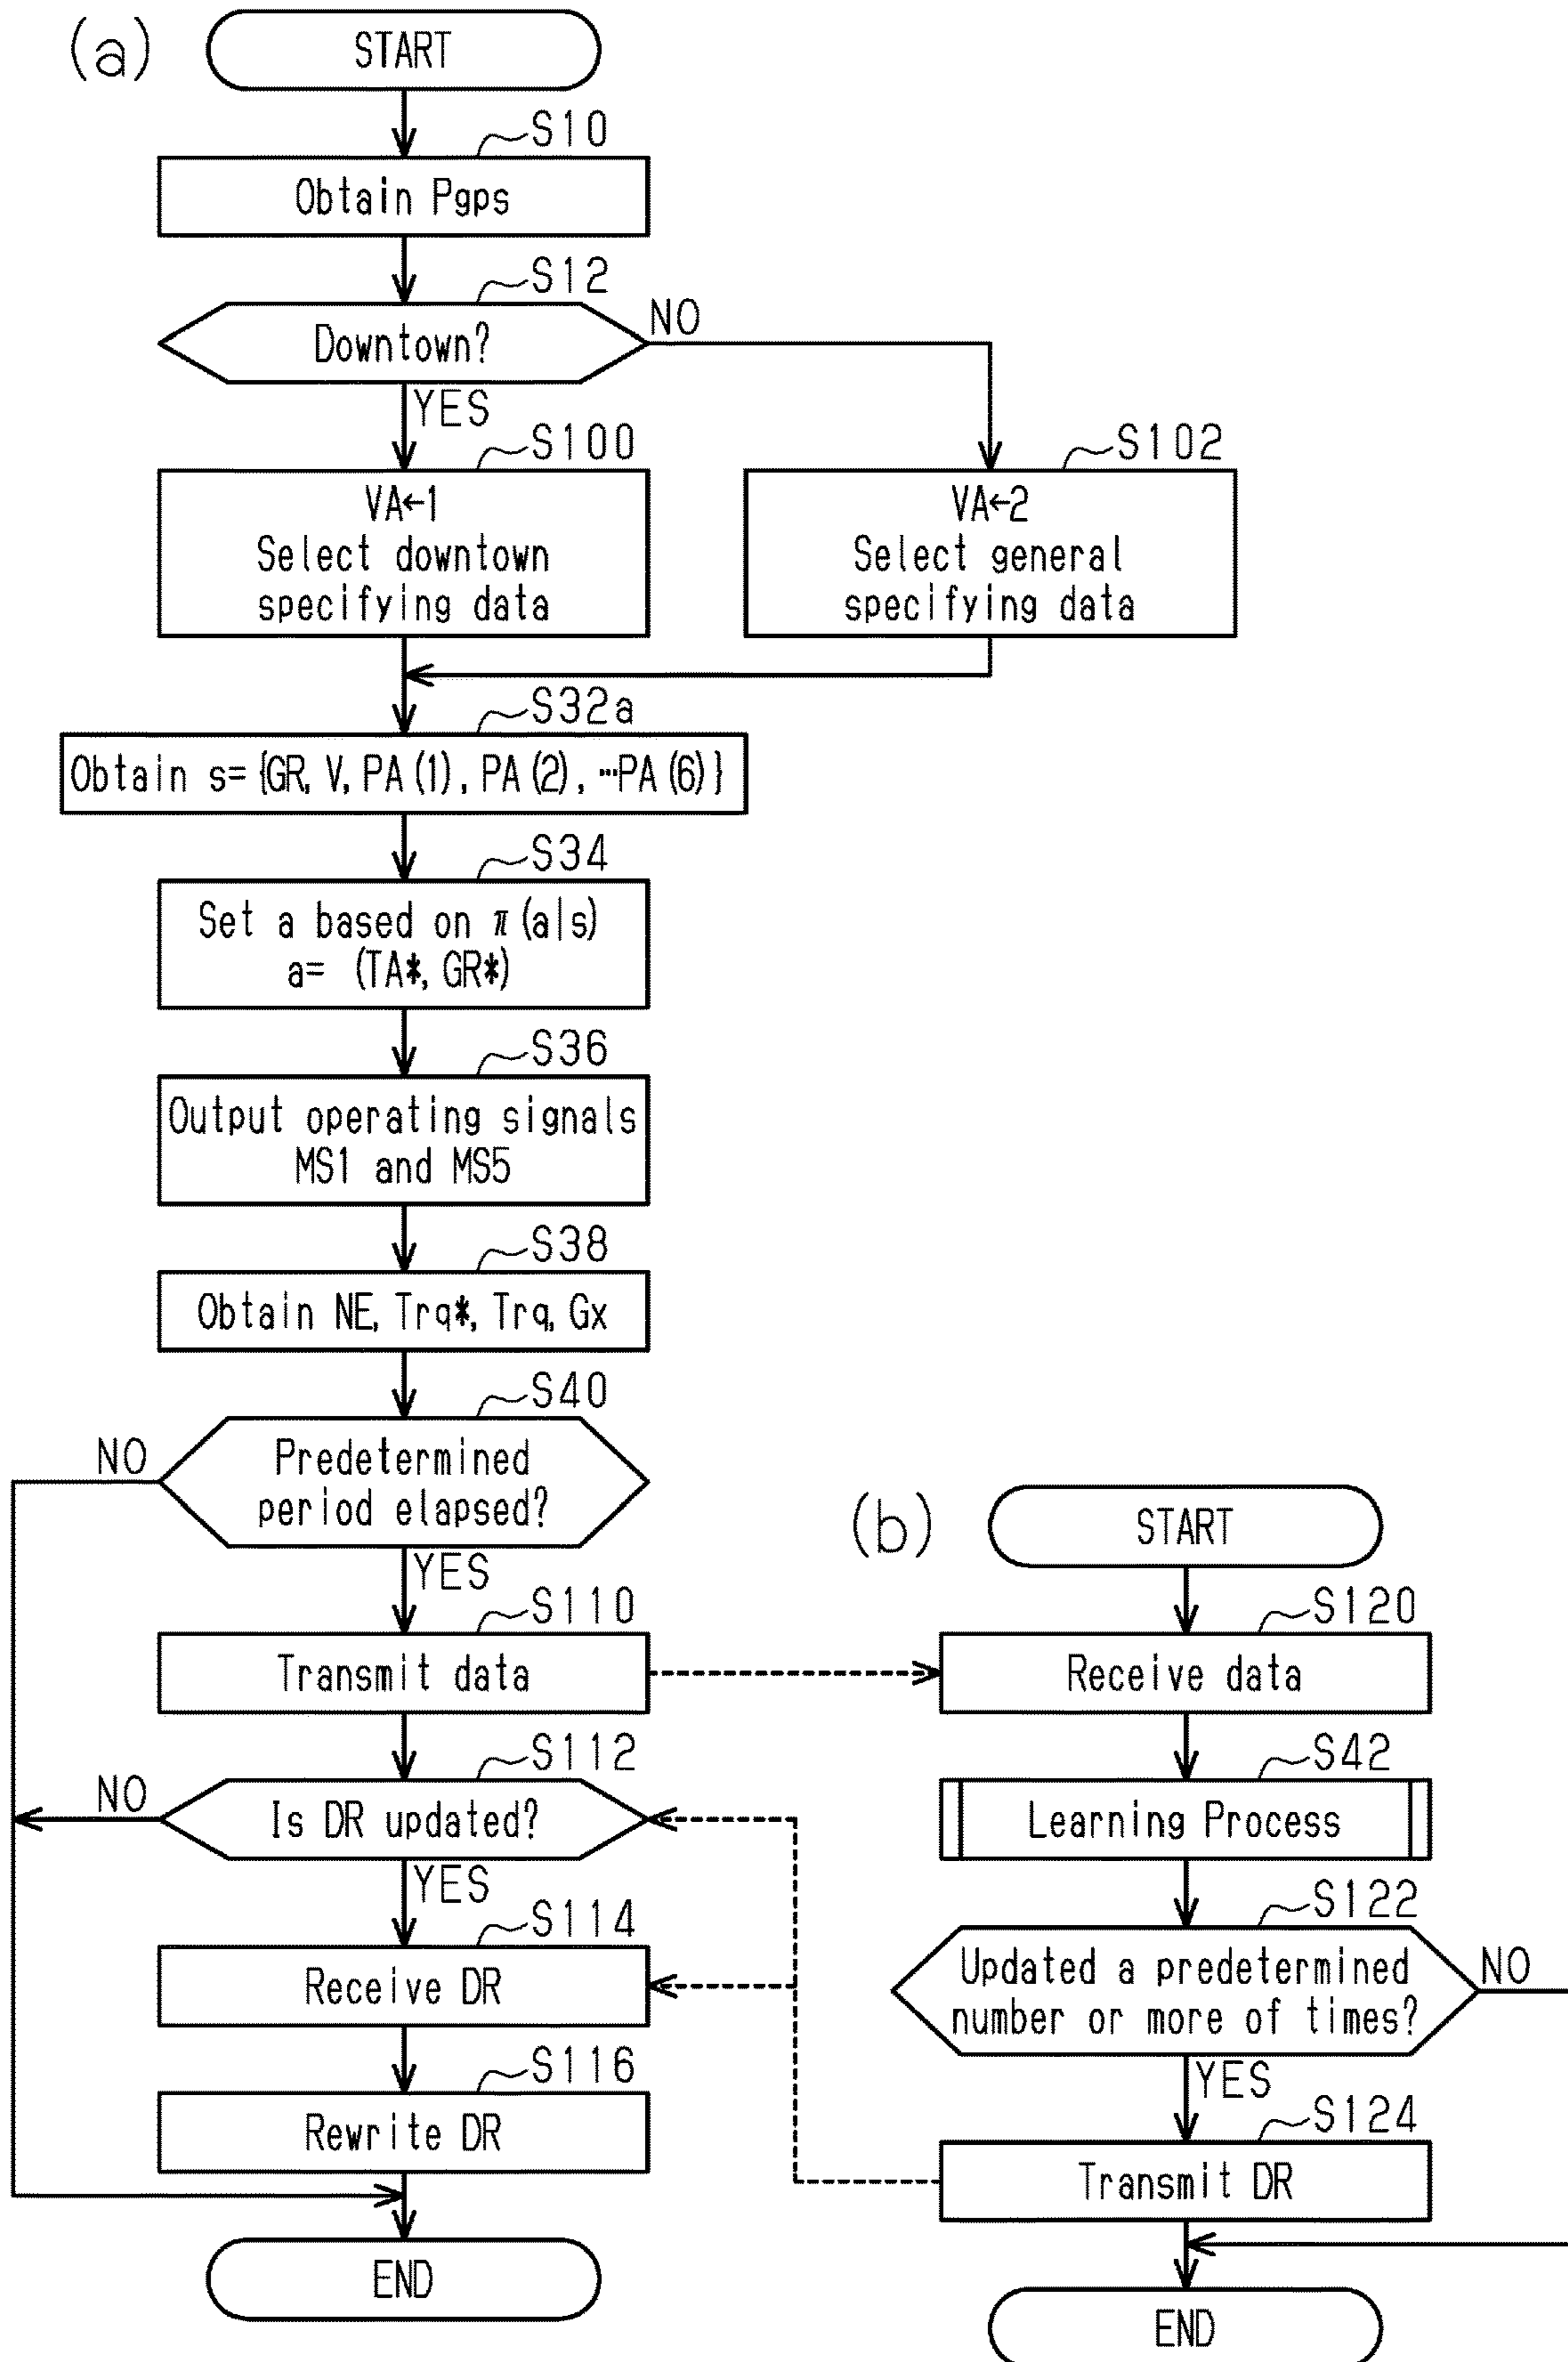 (a)
START
S10
Obtain Pgps
S12
Downtown?
NO
YES
S100
VA←1
Select downtown
specifying data
S102
VA←2
Select general
specifying data
S32a
Obtain s={GR, V, PA(1), PA(2), ···PA(6)}
S34
Set a based on π(a|s)
a= (TA*, GR*)
S36
Output operating signals
MS1 and MS5
S38
Obtain NE, Trq*, Trq, Gx
S40
Predetermined
period elapsed?
NO
YES
S110
Transmit data
S112
Is DR updated?
NO
YES
S114
Receive DR
S116
Rewrite DR
END
(b)
START
S120
Receive data
S42
Learning Process
S122
Updated a predetermined
number or more of times?
NO
YES
S124
Transmit DR
END